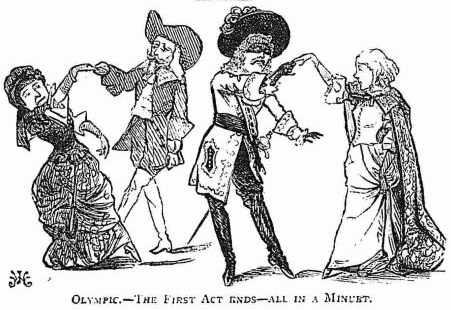 OLYMPIC.—THE FIRST ACT ENDS—ALL IN A MINUET.